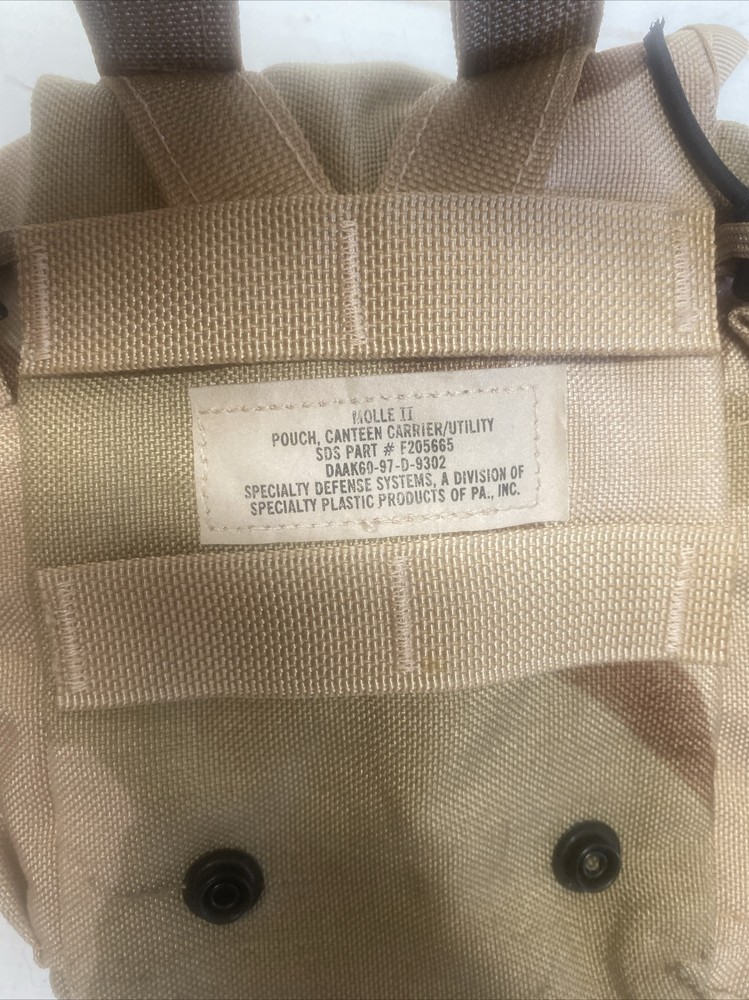 MOLLE II
POUCH, CANTEEN CARRIER/UTILITY
SDS PART # F205665
DAAK60-97-D-9302
SPECIALTY DEFENSE SYSTEMS, A DIVISION OF
SPECIALTY PLASTIC PRODUCTS OF PA., INC.